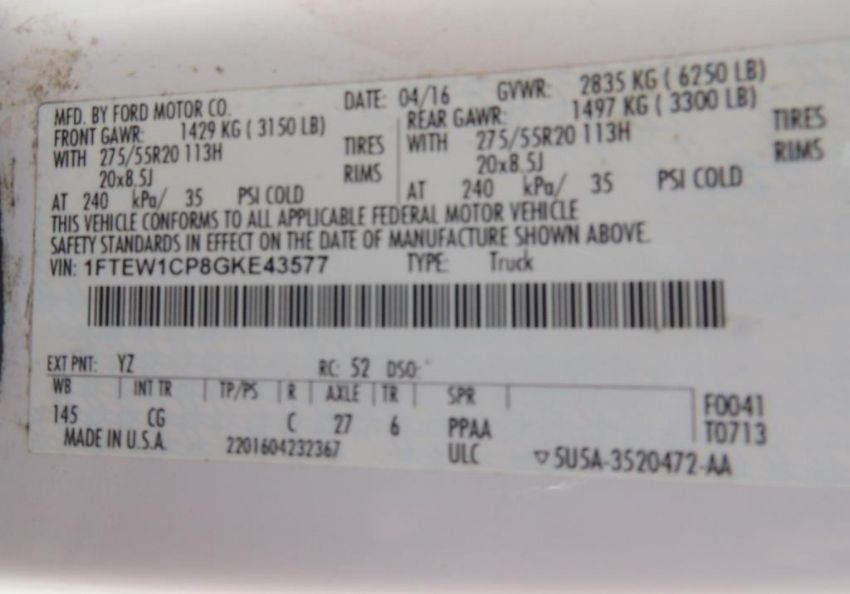 MFD. BY FORD MOTOR CO. DATE: 04/16 GVWR: 2835 KG ( 6250 LB)
FRONT GAWR: 1429 KG ( 3150 LB) REAR GAWR: 1497 KG ( 3300 LB)
WITH 275/55R20 113H TIRES WITH 275/55R20 113H TIRES
20x8.5J RIMS 20x8.5J RIMS
AT 240 kPa/ 35 PSI COLD AT 240 kPa/ 35 PSI COLD
THIS VEHICLE CONFORMS TO ALL APPLICABLE FEDERAL MOTOR VEHICLE
SAFETY STANDARDS IN EFFECT ON THE DATE OF MANUFACTURE SHOWN ABOVE.
VIN: 1FTEW1CP8GKE43577 TYPE: Truck
EXT PNT: YZ RC: 52 DSO:
WB INT TR TP/PS R AXLE TR SPR F0041
145 CG C 27 6 PPAA T0713
MADE IN U.S.A. 2201604232367 ULC ▽5U5A-3520472-AA